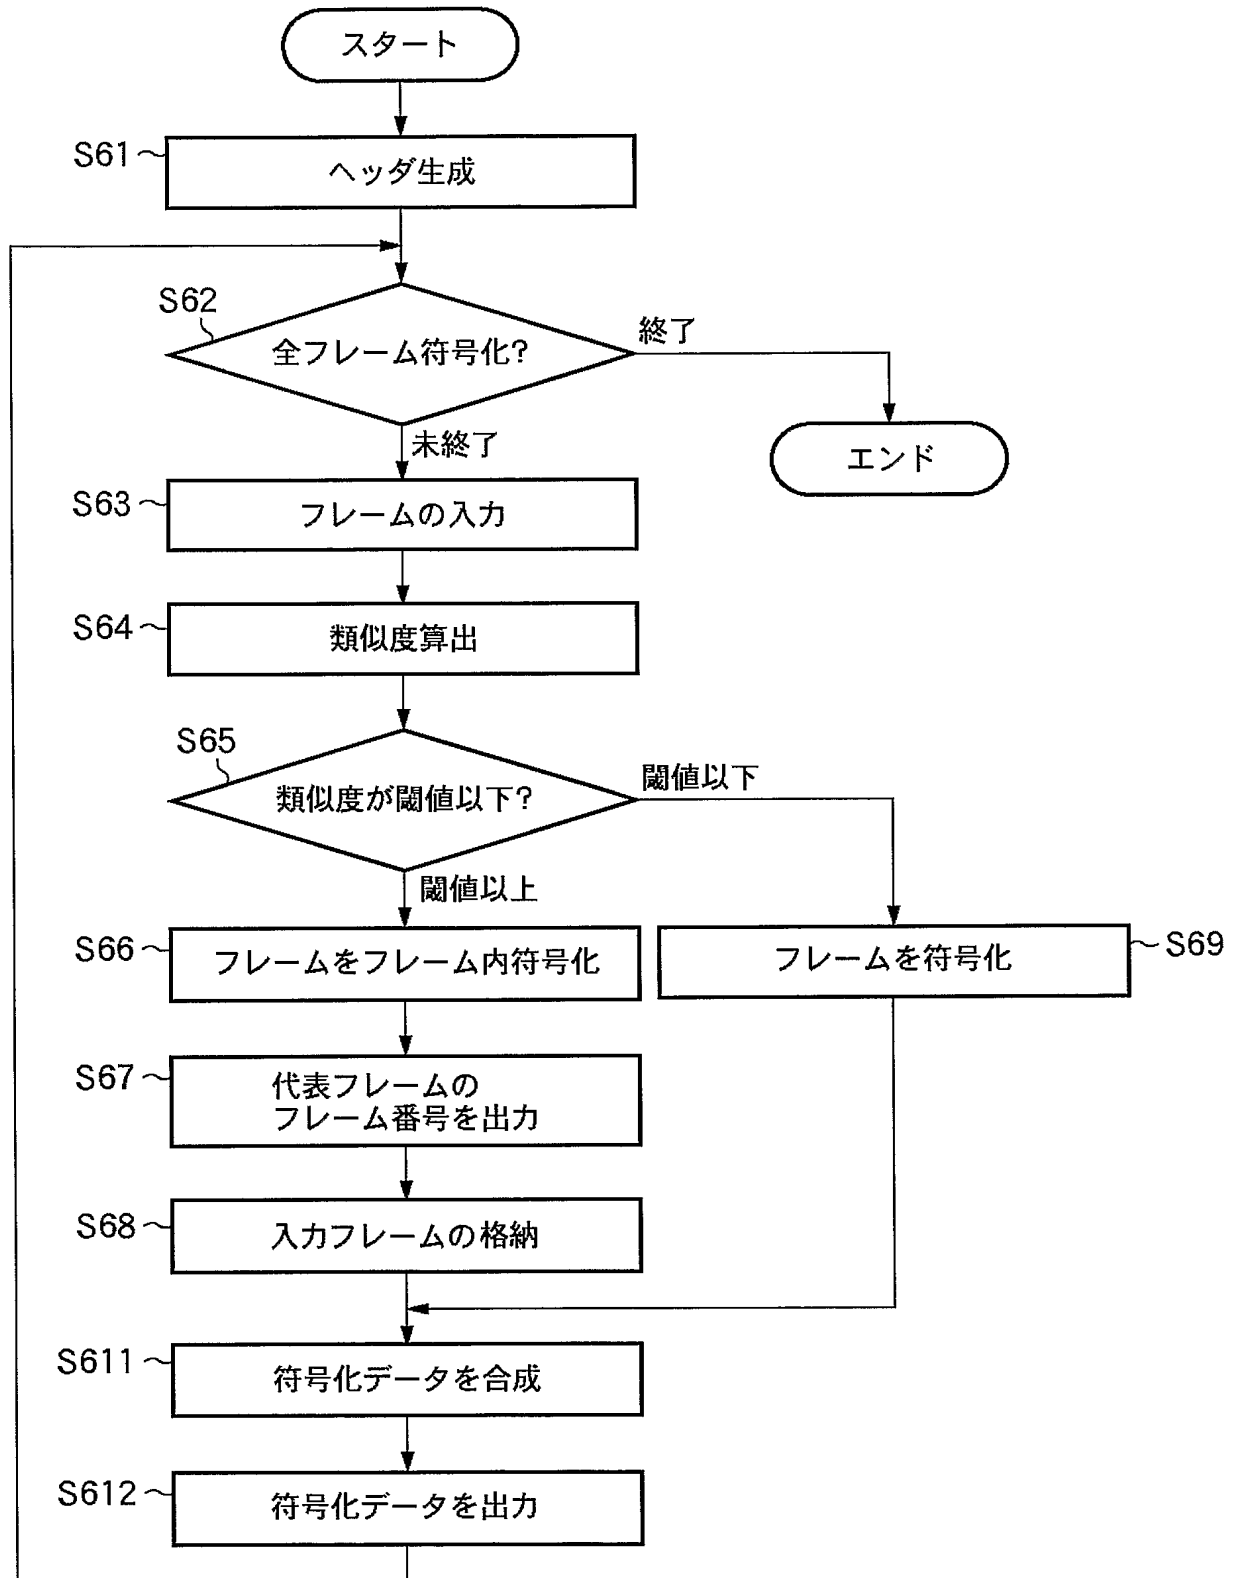 スタート
S61
ヘッダ生成
S62
全フレーム符号化?
終了
エンド
未終了
S63
フレームの入力
S64
類似度算出
S65
類似度が閾値以下?
閾値以下
閾値以上
S66
フレームをフレーム内符号化
フレームを符号化
S69
S67
代表フレームの
フレーム番号を出力
S68
入力フレームの格納
S611
符号化データを合成
S612
符号化データを出力